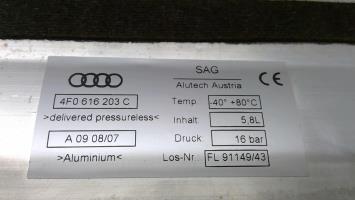 SAG
Alutech Austria
CE
4F0 616 203 C
>delivered pressureless<
A 09 08/07
>Aluminium<
Temp. -40° +80°C
Inhalt: 5,8L
Druck: 16 bar
Los-Nr.: FL 91149/43